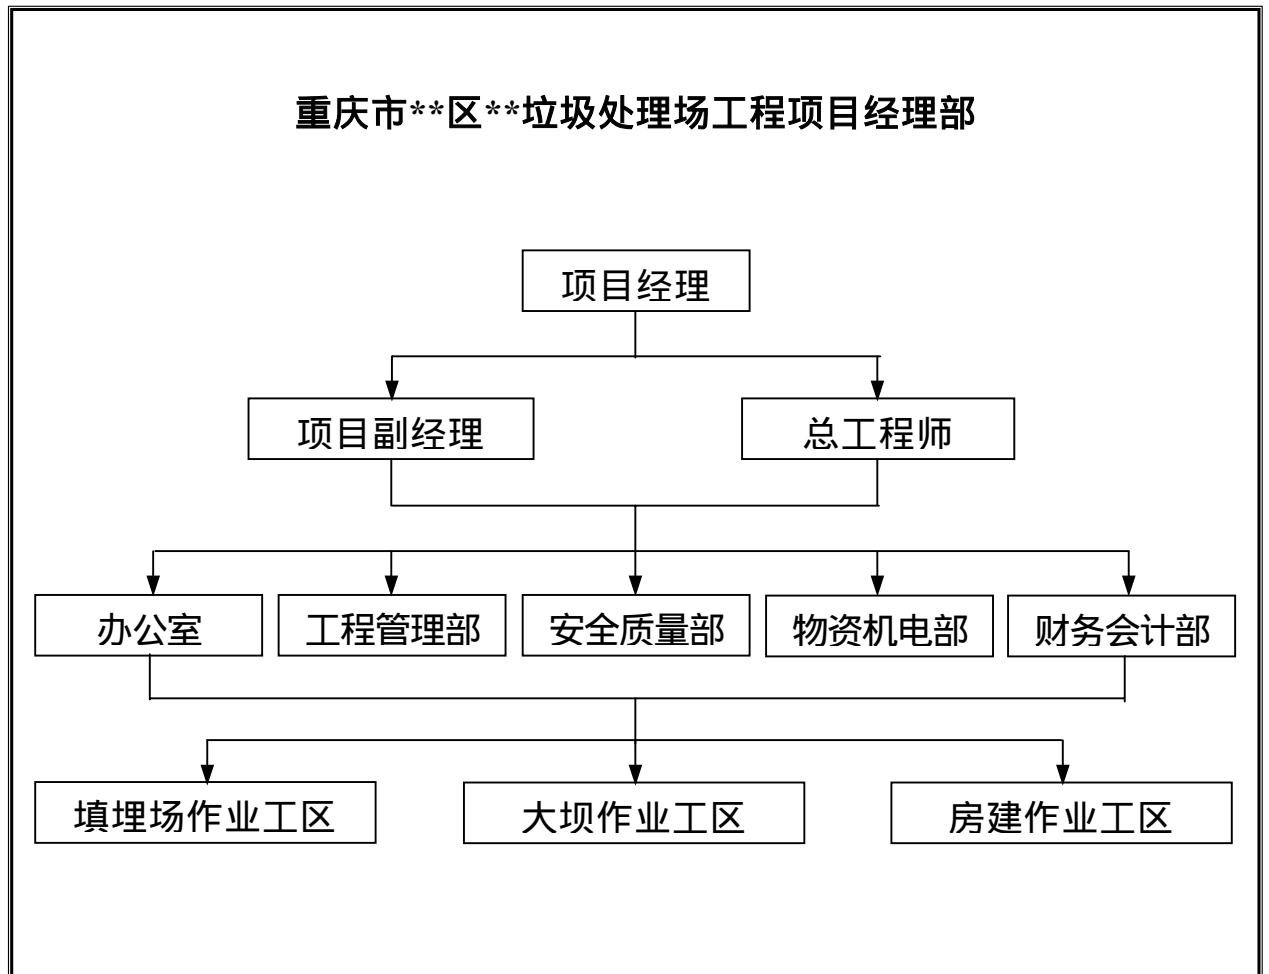 重庆市**区**垃圾处理场工程项目经理部
项目经理
项目副经理
总工程师
办公室
工程管理部
安全质量部
物资机电部
财务会计部
填埋场作业工区
大坝作业工区
房建作业工区